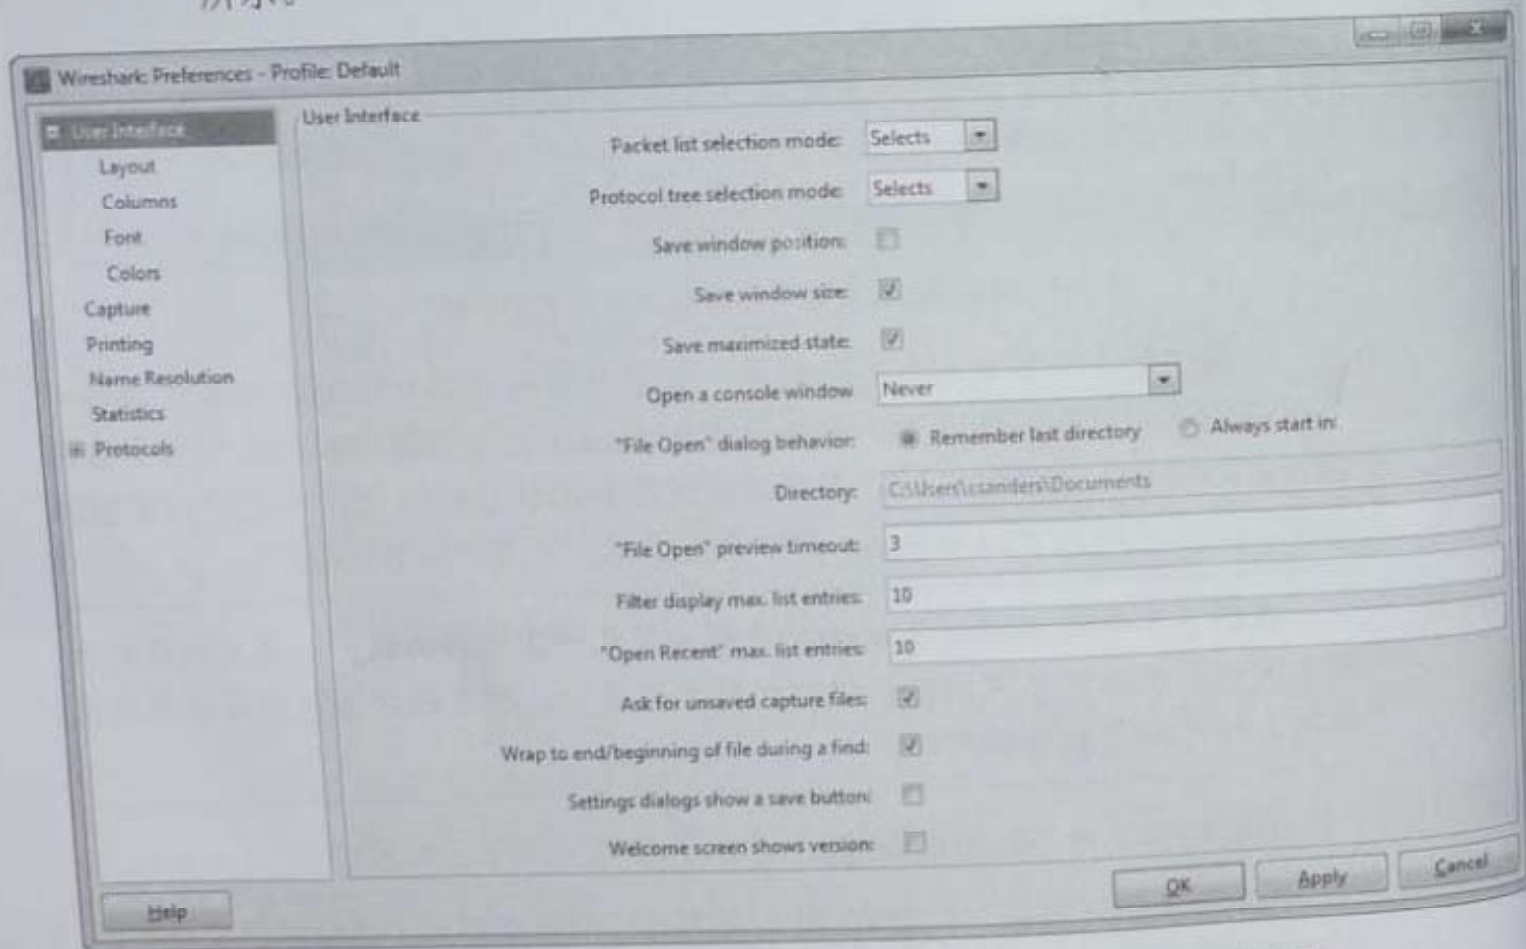 所示。
Wireshark: Preferences - Profile: Default
User Interface
Layout
Columns
Font
Colors
Capture
Printing
Name Resolution
Statistics
Protocols
User Interface
Packet list selection mode: Selects
Protocol tree selection mode: Selects
Save window position:
Save window size:
Save maximized state:
Open a console window Never
"File Open" dialog behavior: Remember last directory Always start in:
Directory: C:\Users\csanders\Documents
"File Open" preview timeout: 3
Filter display max. list entries: 10
"Open Recent" max. list entries: 10
Ask for unsaved capture files:
Wrap to end/beginning of file during a find:
Settings dialogs show a save button:
Welcome screen shows version:
Help
OK Apply Cancel